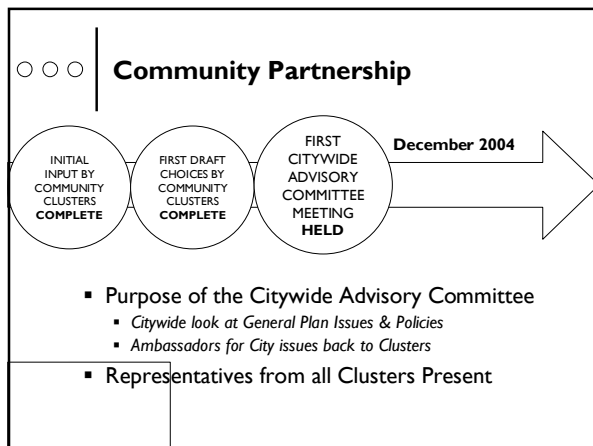 Community Partnership
INITIAL
INPUT BY
COMMUNITY
CLUSTERS
COMPLETE
FIRST DRAFT
CHOICES BY
COMMUNITY
CLUSTERS
COMPLETE
FIRST
CITYWIDE
ADVISORY
COMMITTEE
MEETING
HELD
December 2004
▪ Purpose of the Citywide Advisory Committee
▪ Citywide look at General Plan Issues & Policies
▪ Ambassadors for City issues back to Clusters
▪ Representatives from all Clusters Present